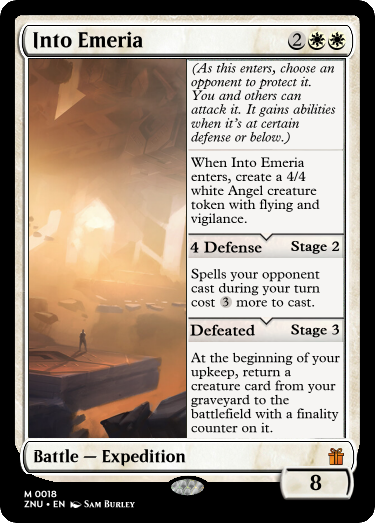 Into Emeria 2
(As this enters, choose an
opponent to protect it.
You and others can
attack it. It gains abilities
when it's at certain
defense or below.)
When Into Emeria
enters, create a 4/4
white Angel creature
token with flying and
vigilance.
4 Defense Stage 2
Spells your opponent
cast during your turn
cost 3 more to cast.
Defeated Stage 3
At the beginning of your
upkeep, return a
creature card from your
graveyard to the
battlefield with a finality
counter on it.
Battle — Expedition
8
M 0018
ZNU • EN Sam Burley